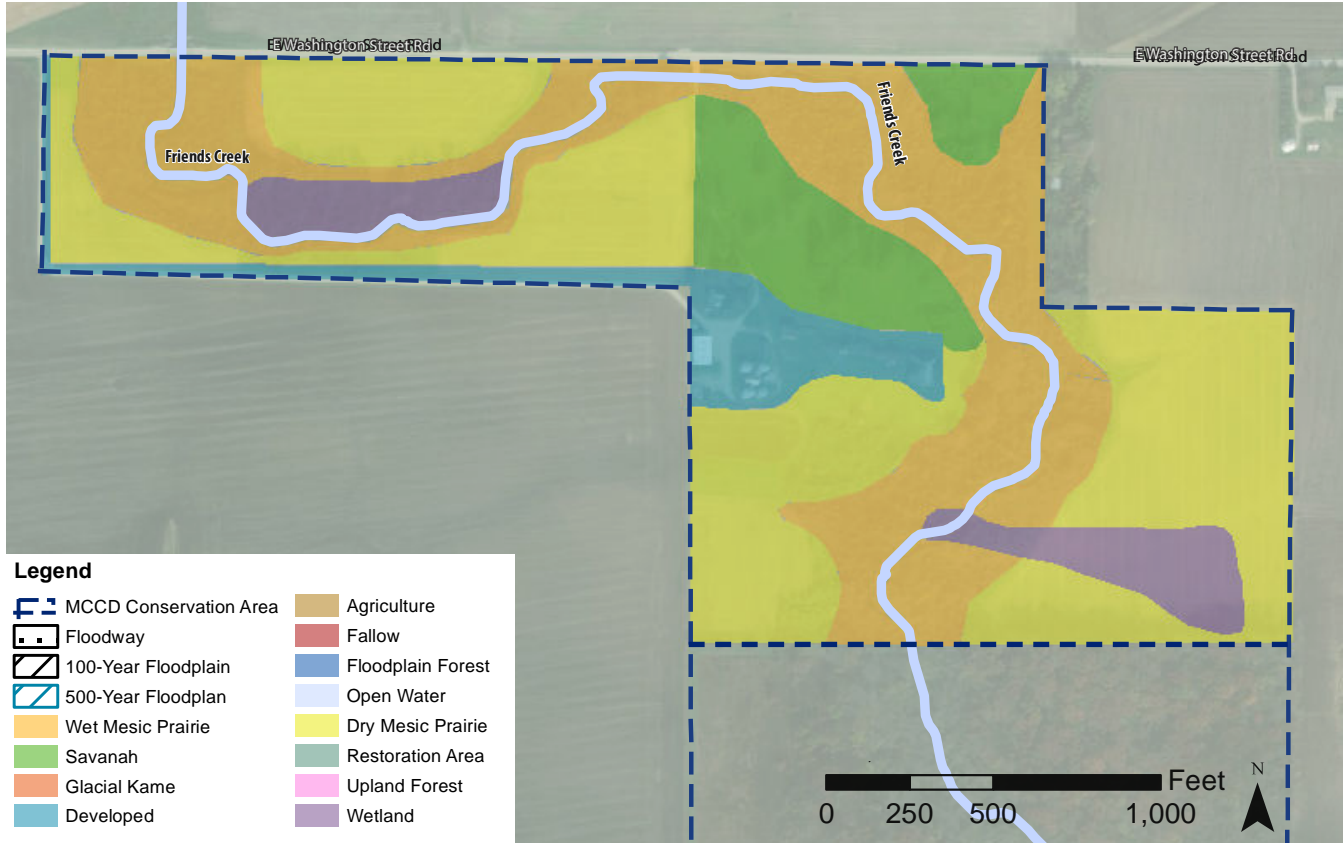 E Washington Street Rd
E Washington Street Rd
Friends Creek
Friends Creek
Legend
MCCD Conservation Area
Floodway
100-Year Floodplain
500-Year Floodplan
Wet Mesic Prairie
Savanah
Glacial Kame
Developed
Agriculture
Fallow
Floodplain Forest
Open Water
Dry Mesic Prairie
Restoration Area
Upland Forest
Wetland
Feet
0 250 500 1,000
N